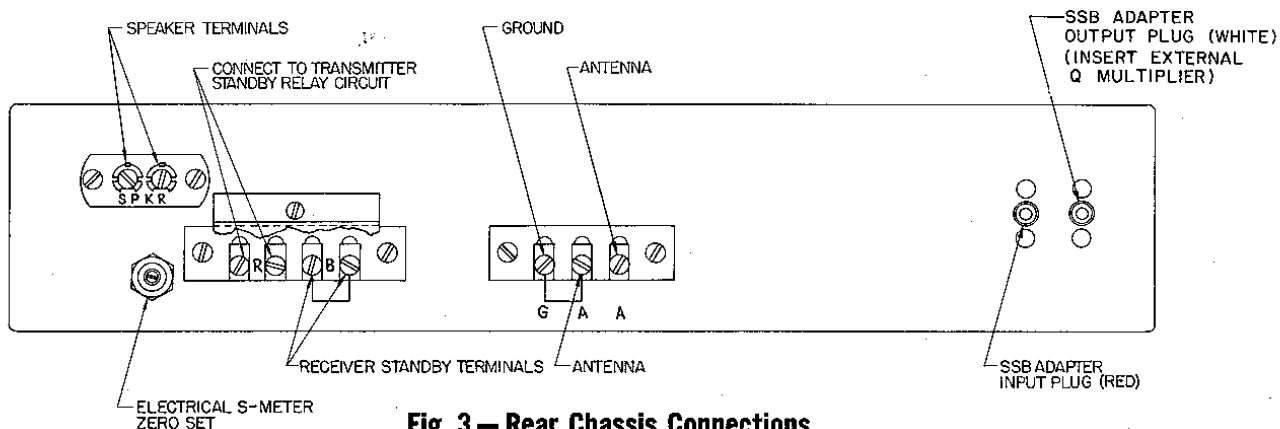 SPEAKER TERMINALS
CONNECT TO TRANSMITTER
STANDBY RELAY CIRCUIT
GROUND
ANTENNA
SSB ADAPTER
OUTPUT PLUG (WHITE)
(INSERT EXTERNAL
Q MULTIPLIER)
SPKR
R B
G A A
RECEIVER STANDBY TERMINALS
ANTENNA
SSB ADAPTER
INPUT PLUG (RED)
ELECTRICAL S-METER
ZERO SET
Fig. 3 — Rear Chassis Connections